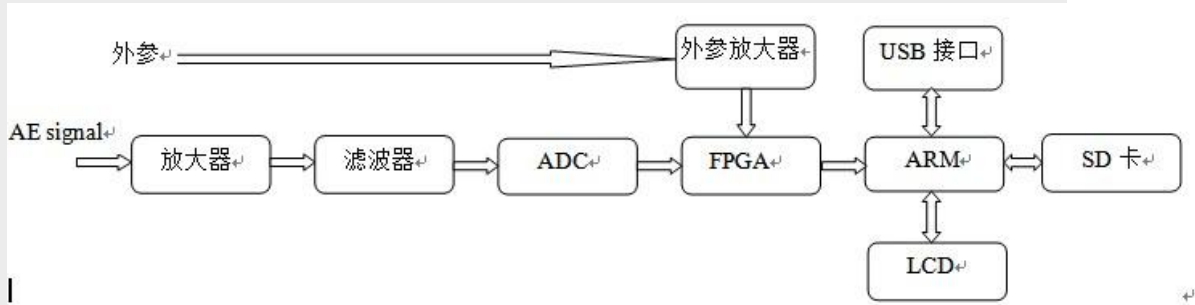 外参
外参放大器
USB 接口
AE signal
放大器
滤波器
ADC
FPGA
ARM
SD 卡
LCD